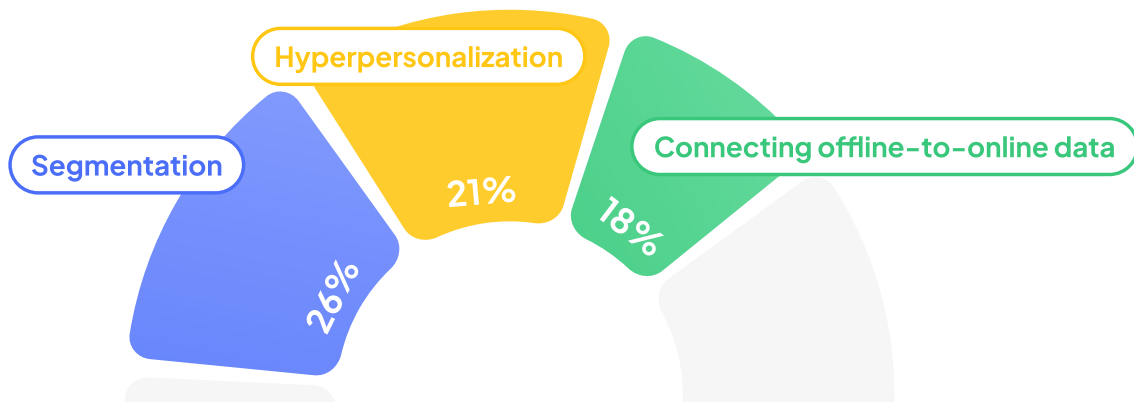 Hyperpersonalization
Segmentation
Connecting offline-to-online data
21%
18%
26%